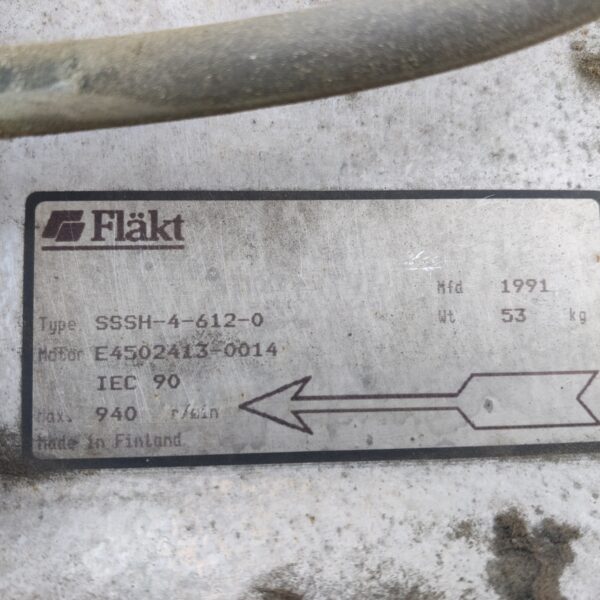 Fläkt
Mfd 1991
Type SSSH-4-612-0 Wt 53 kg
Motor E4502413-0014
IEC 90
max. 940 r/min
Made in Finland